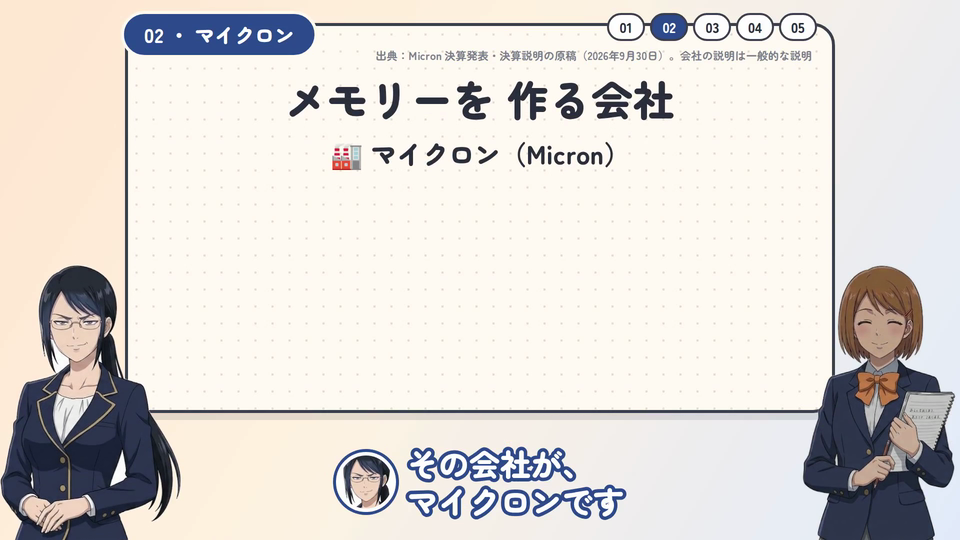 02 ・ マイクロン
01 02 03 04 05
出典：Micron 決算発表・決算説明の原稿（2026年9月30日）。会社の説明は一般的な説明
メモリーを 作る会社
マイクロン（Micron）
その会社が、
マイクロンです